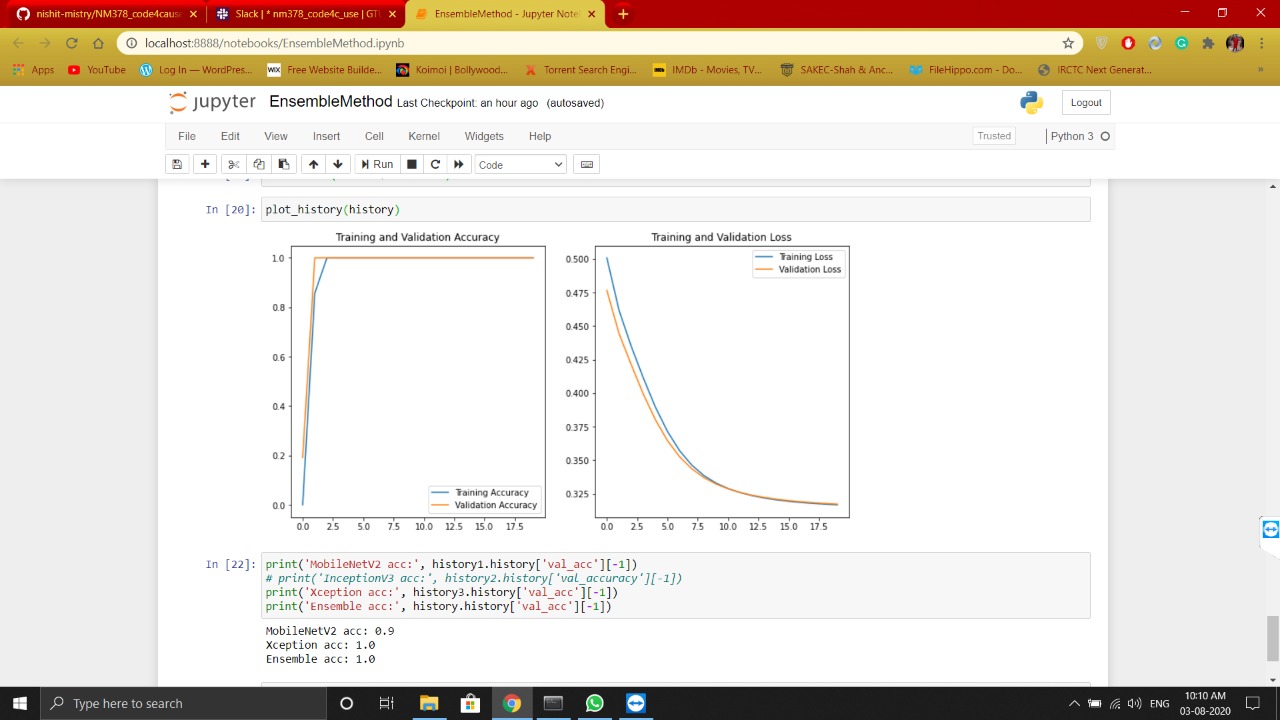 nishit-mistry/NM378_code4cause
Slack | * nm378_code4c_use | GTU
EnsembleMethod - Jupyter Note
localhost:8888/notebooks/EnsembleMethod.ipynb
Apps YouTube Log In — WordPres... WIX Free Website Builde... Koimoi | Bollywood... Torrent Search Engi... IMDb - Movies, TV... SAKEC-Shah & Anc... FileHippo.com - Do... IRCTC Next Generat... »
jupyter EnsembleMethod Last Checkpoint: an hour ago (autosaved) Logout
File Edit View Insert Cell Kernel Widgets Help Trusted Python 3
Run Code
In [20]: plot_history(history)
Training and Validation Accuracy
1.0
0.8
0.6
0.4
0.2
0.0
Training Accuracy
Validation Accuracy
0.0 2.5 5.0 7.5 10.0 12.5 15.0 17.5
Training and Validation Loss
Training Loss
Validation Loss
0.500
0.475
0.450
0.425
0.400
0.375
0.350
0.325
0.0 2.5 5.0 7.5 10.0 12.5 15.0 17.5
In [22]: print('MobileNetV2 acc:', history1.history['val_acc'][-1])
# print('InceptionV3 acc:', history2.history['val_accuracy'][-1])
print('Xception acc:', history3.history['val_acc'][-1])
print('Ensemble acc:', history.history['val_acc'][-1])
MobileNetV2 acc: 0.9
Xception acc: 1.0
Ensemble acc: 1.0
Type here to search
ENG
10:10 AM
03-08-2020